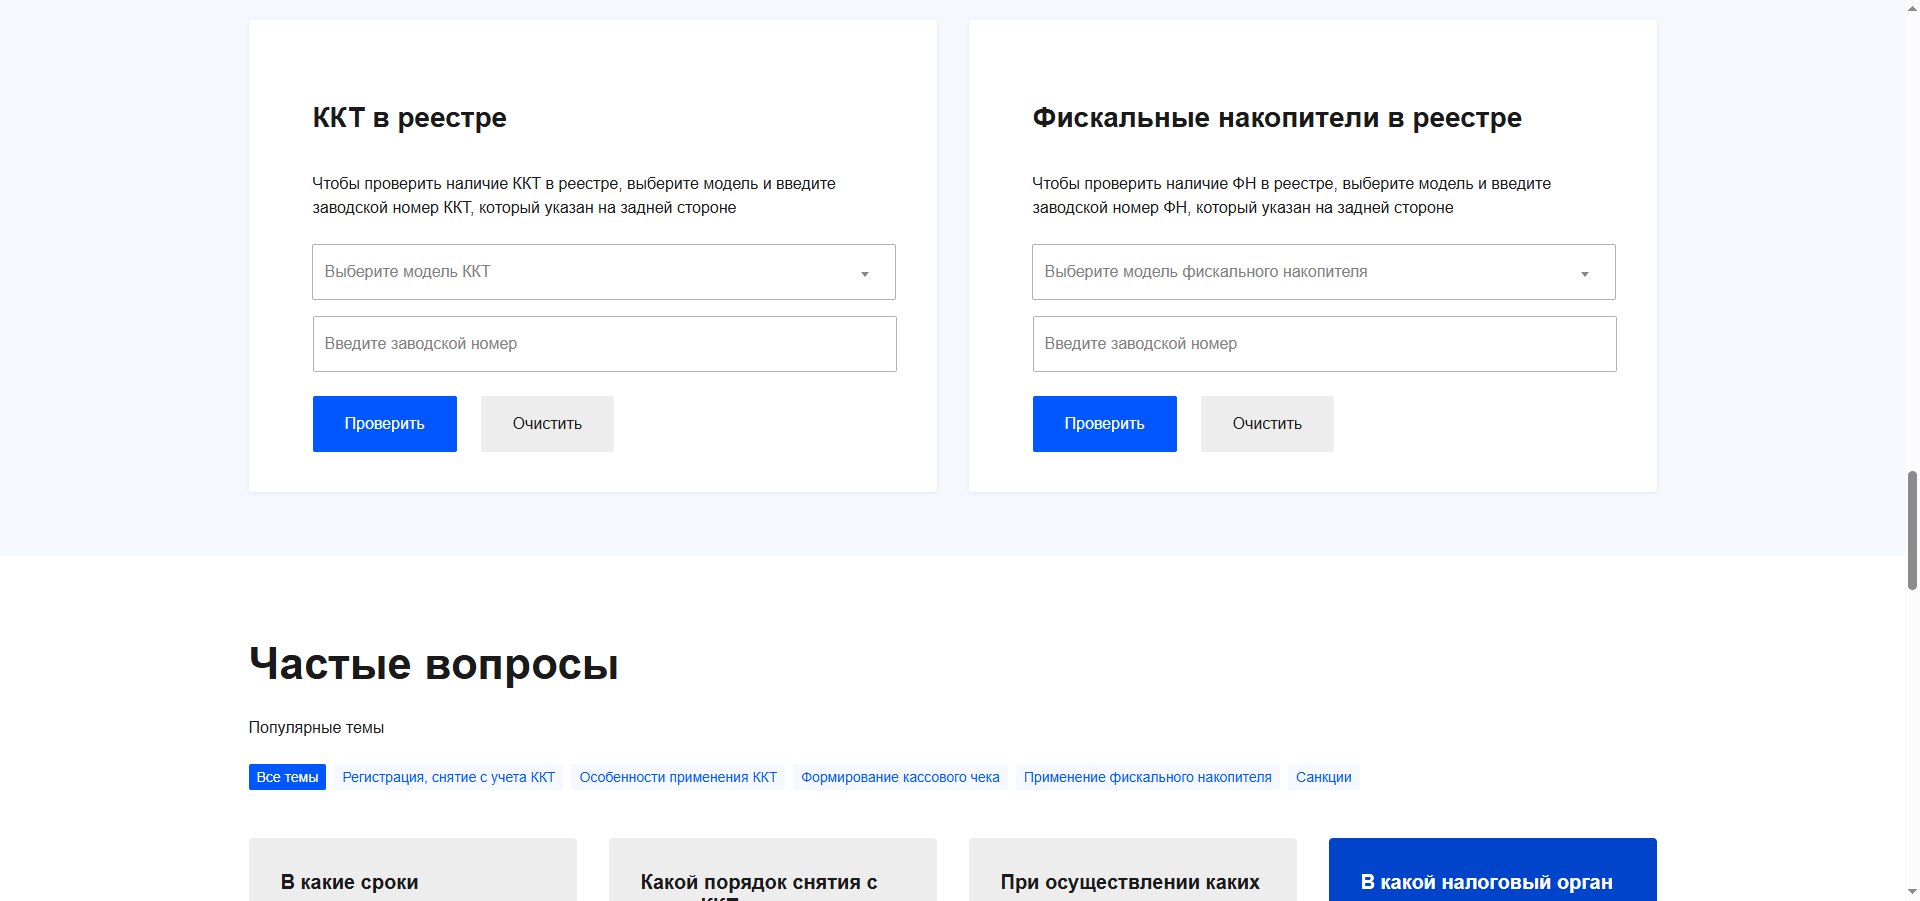 ККТ в реестре
Чтобы проверить наличие ККТ в реестре, выберите модель и введите
заводской номер ККТ, который указан на задней стороне
Выберите модель ККТ
Введите заводской номер
Проверить
Очистить
Фискальные накопители в реестре
Чтобы проверить наличие ФН в реестре, выберите модель и введите
заводской номер ФН, который указан на задней стороне
Выберите модель фискального накопителя
Введите заводской номер
Проверить
Очистить
Частые вопросы
Популярные темы
Все темы
Регистрация, снятие с учета ККТ
Особенности применения ККТ
Формирование кассового чека
Применение фискального накопителя
Санкции
В какие сроки
Какой порядок снятия с
При осуществлении каких
В какой налоговый орган